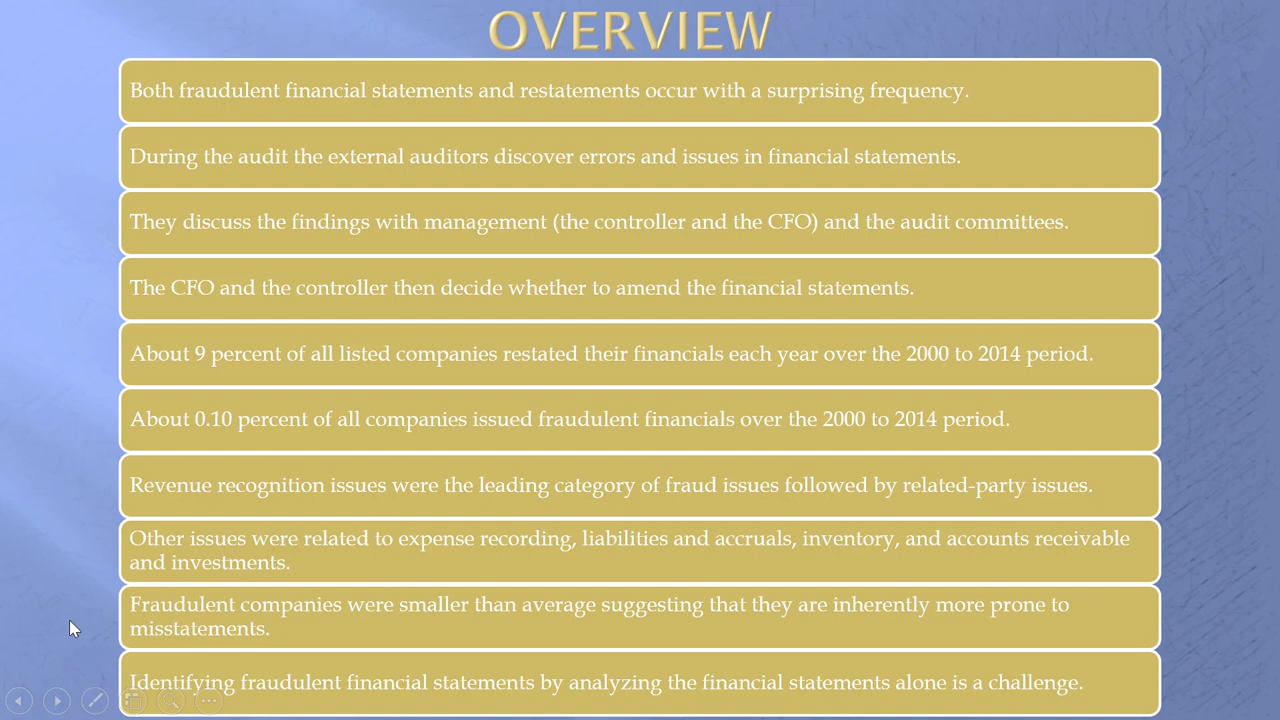 OVERVIEW
Both fraudulent financial statements and restatements occur with a surprising frequency.
During the audit the external auditors discover errors and issues in financial statements.
They discuss the findings with management (the controller and the CFO) and the audit committees.
The CFO and the controller then decide whether to amend the financial statements.
About 9 percent of all listed companies restated their financials each year over the 2000 to 2014 period.
About 0.10 percent of all companies issued fraudulent financials over the 2000 to 2014 period.
Revenue recognition issues were the leading category of fraud issues followed by related-party issues.
Other issues were related to expense recording, liabilities and accruals, inventory, and accounts receivable
and investments.
Fraudulent companies were smaller than average suggesting that they are inherently more prone to
misstatements.
Identifying fraudulent financial statements by analyzing the financial statements alone is a challenge.